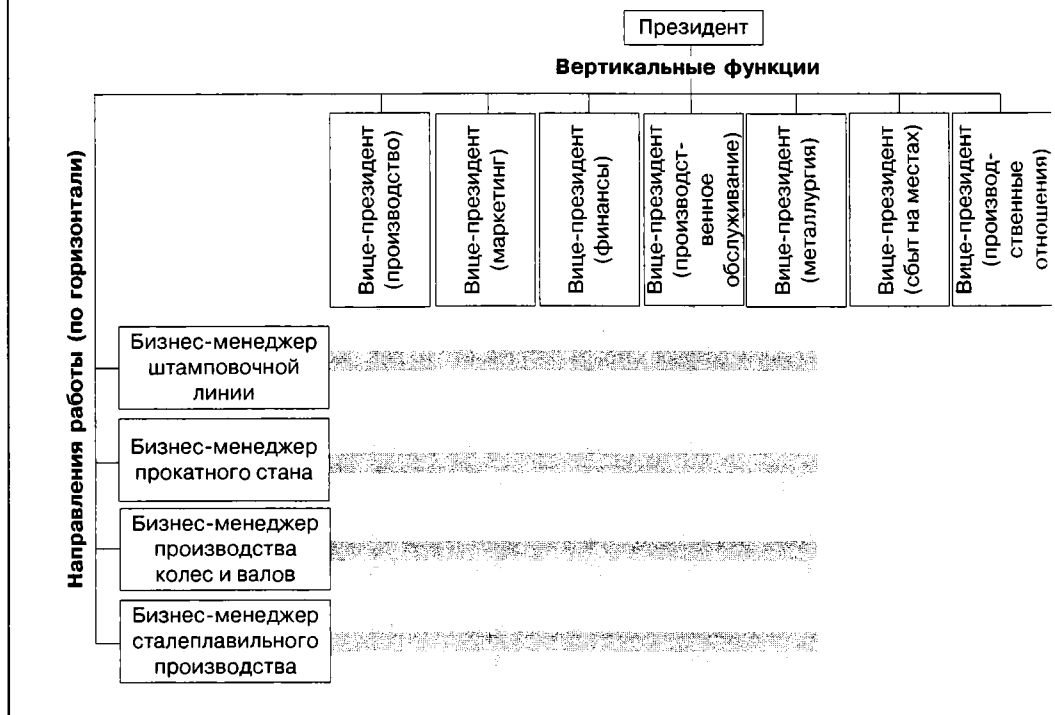 Президент
Вертикальные функции
Направления работы (по горизонтали)
Вице-президент
(производство)
Вице-президент
(маркетинг)
Вице-президент
(финансы)
Вице-президент
(производст-
венное
обслуживание)
Вице-президент
(металлургия)
Вице-президент
(сбыт на местах)
Вице-президент
(производ-
ственные
отношения)
Бизнес-менеджер
штамповочной
линии
Бизнес-менеджер
прокатного стана
Бизнес-менеджер
производства
колес и валов
Бизнес-менеджер
сталеплавильного
производства